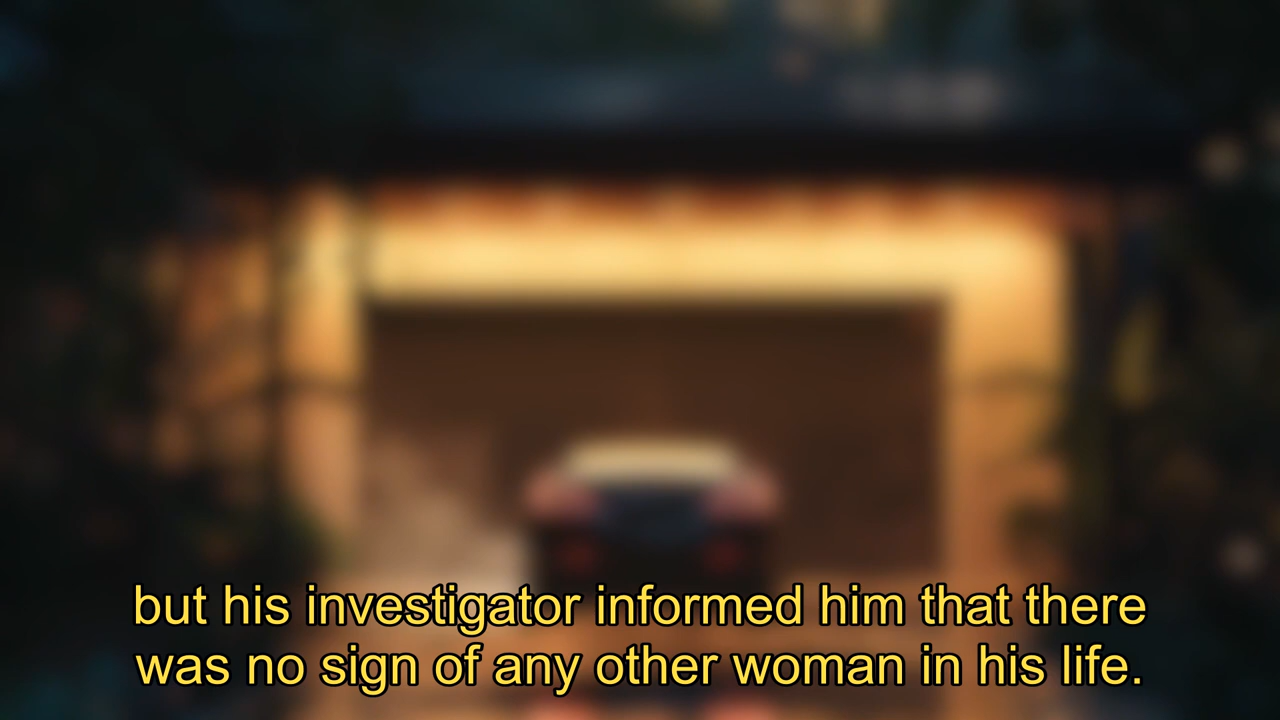 but his investigator informed him that there
was no sign of any other woman in his life.